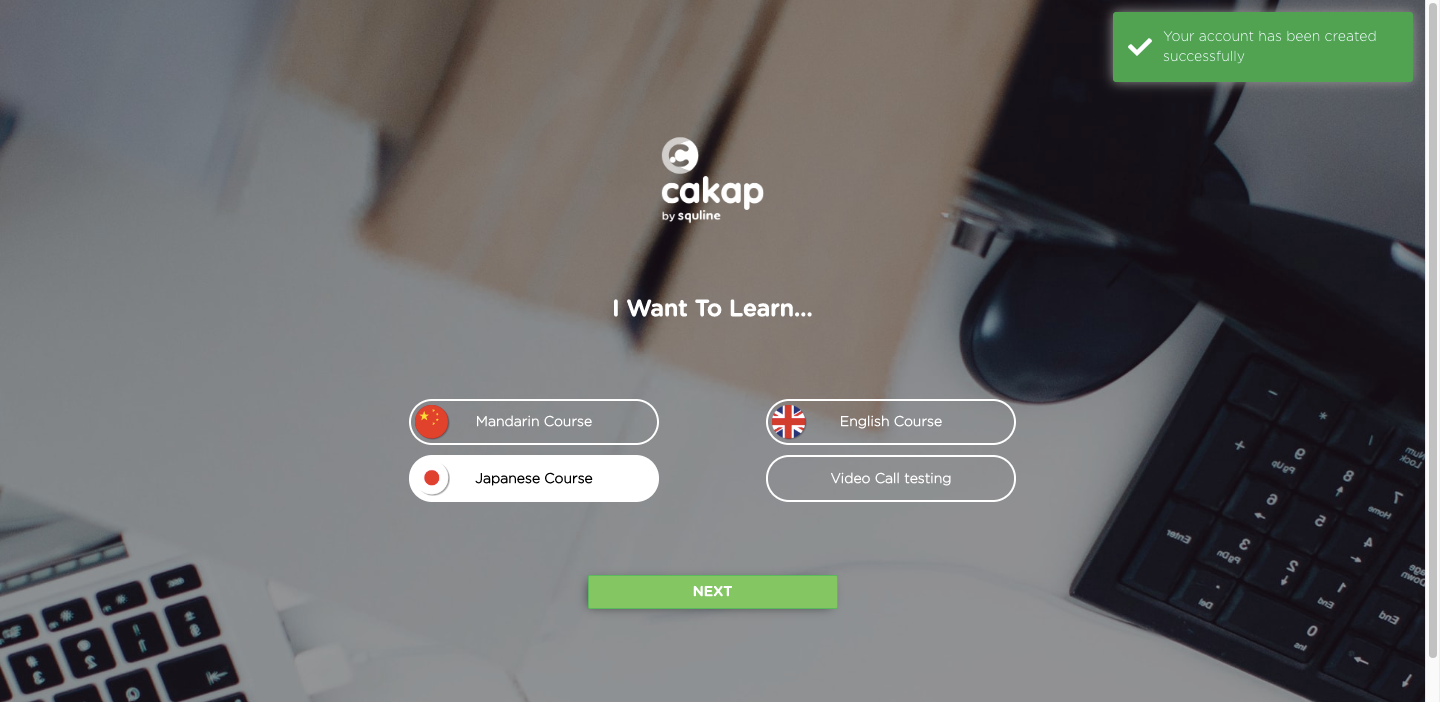 Your account has been created
successfully
cakap
by squline
I Want To Learn...
Mandarin Course
English Course
Japanese Course
Video Call testing
NEXT